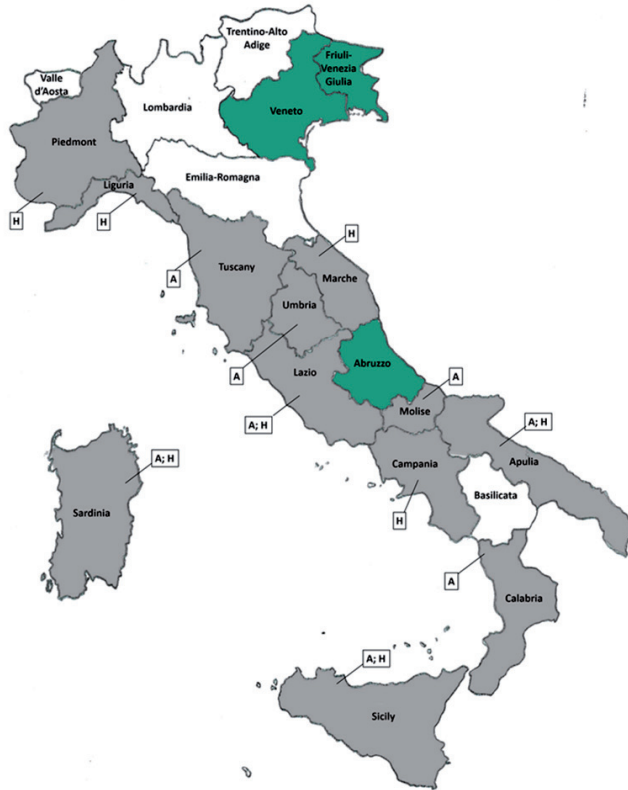 Trentino-Alto
Adige
Friuli-
Venezia
Giulia
Valle
d'Aosta
Lombardia
Veneto
Piedmont
Emilia-Romagna
Liguria
H
H
H
A
Tuscany
Marche
Umbria
A
Lazio
Abruzzo
A
A; H
Molise
A; H
Campania
Apulia
A; H
Basilicata
Sardinia
H
A
Calabria
A; H
Sicily